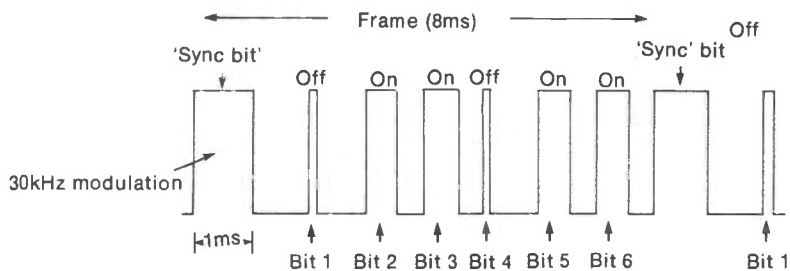 Frame (8ms)
Off
'Sync bit'
'Sync' bit
Off
On
On
Off
On
On
30kHz modulation
1ms
Bit 1
Bit 2
Bit 3
Bit 4
Bit 5
Bit 6
Bit 1